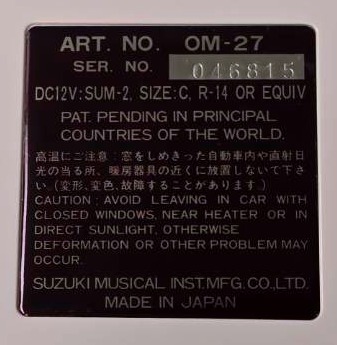 ART. NO. OM-27
SER. NO. 046815
DC12V: SUM-2, SIZE: C, R-14 OR EQUIV
PAT. PENDING IN PRINCIPAL
COUNTRIES OF THE WORLD.
高温にご注意:窓をしめきった自動車内や直射日
光の当る所、暖房器具の近くに放置しないで下さ
い。(変形、変色、故障することがあります。)
CAUTION: AVOID LEAVING IN CAR WITH
CLOSED WINDOWS, NEAR HEATER OR IN
DIRECT SUNLIGHT, OTHERWISE
DEFORMATION OR OTHER PROBLEM MAY
OCCUR.
SUZUKI MUSICAL INST.MFG.CO.,LTD.
MADE IN JAPAN